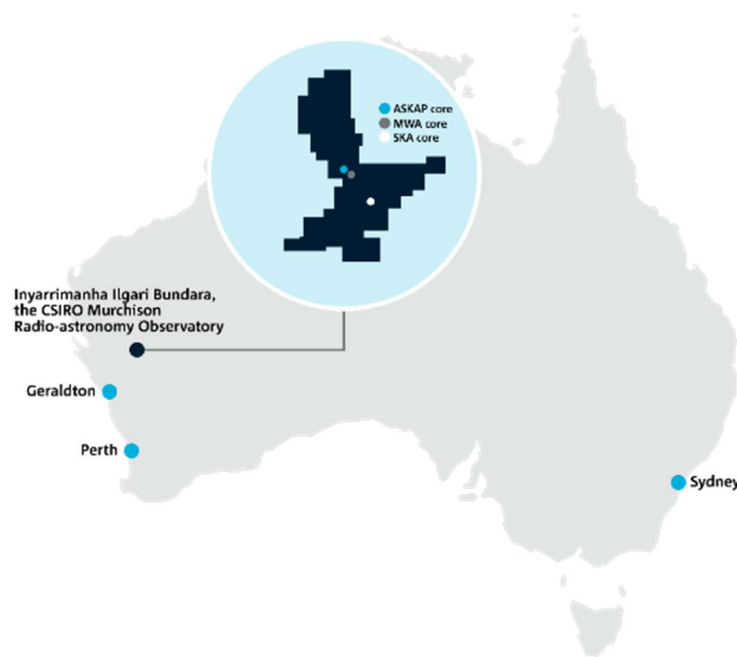 ASKAP core
MWA core
SKA core
Inyarrimanha Ilgari Bundara,
the CSIRO Murchison
Radio-astronomy Observatory
Geraldton
Perth
Sydney